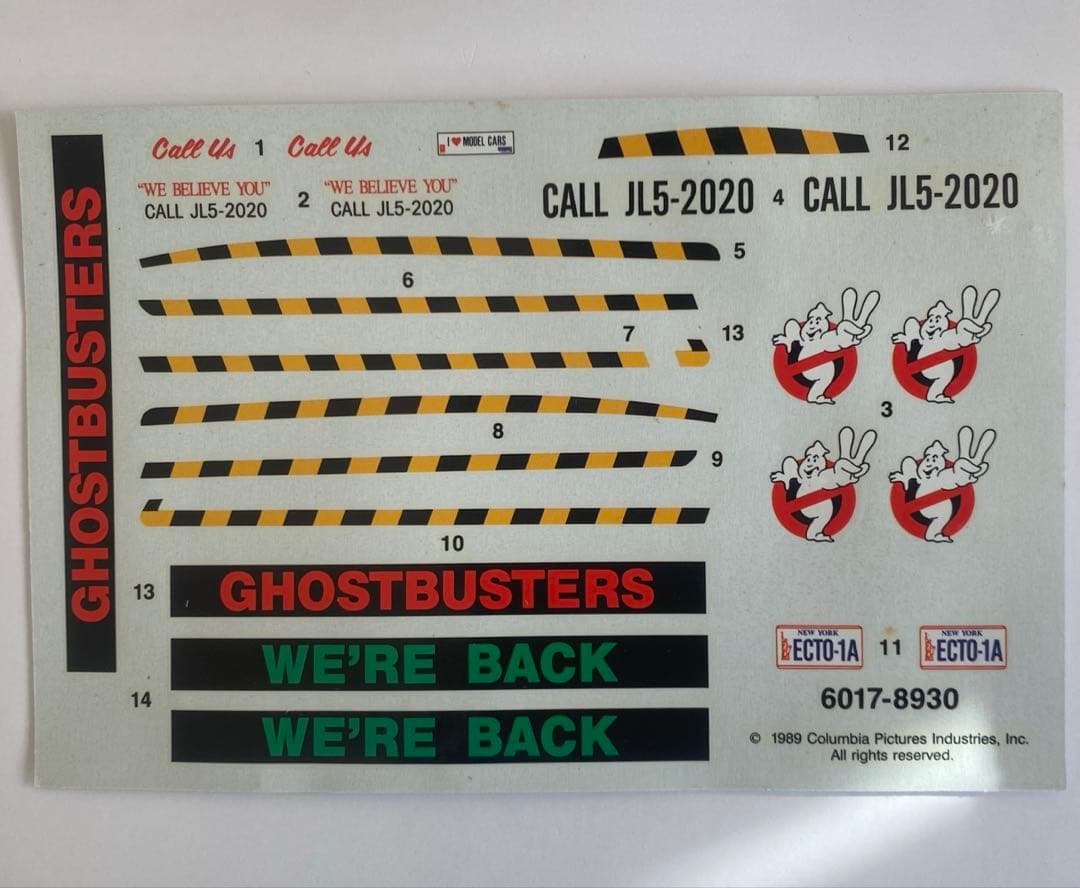 GHOSTBUSTERS
Call Us 1 Call Us
I ♥ MODEL CARS
12
"WE BELIEVE YOU" 2 "WE BELIEVE YOU"
CALL JL5-2020 CALL JL5-2020
CALL JL5-2020 4 CALL JL5-2020
5
6
7 13
3
8
9
10
13 GHOSTBUSTERS
WE'RE BACK
14
WE'RE BACK
NEW YORK NEW YORK
ECTO-1A 11 ECTO-1A
6017-8930
© 1989 Columbia Pictures Industries, Inc.
All rights reserved.